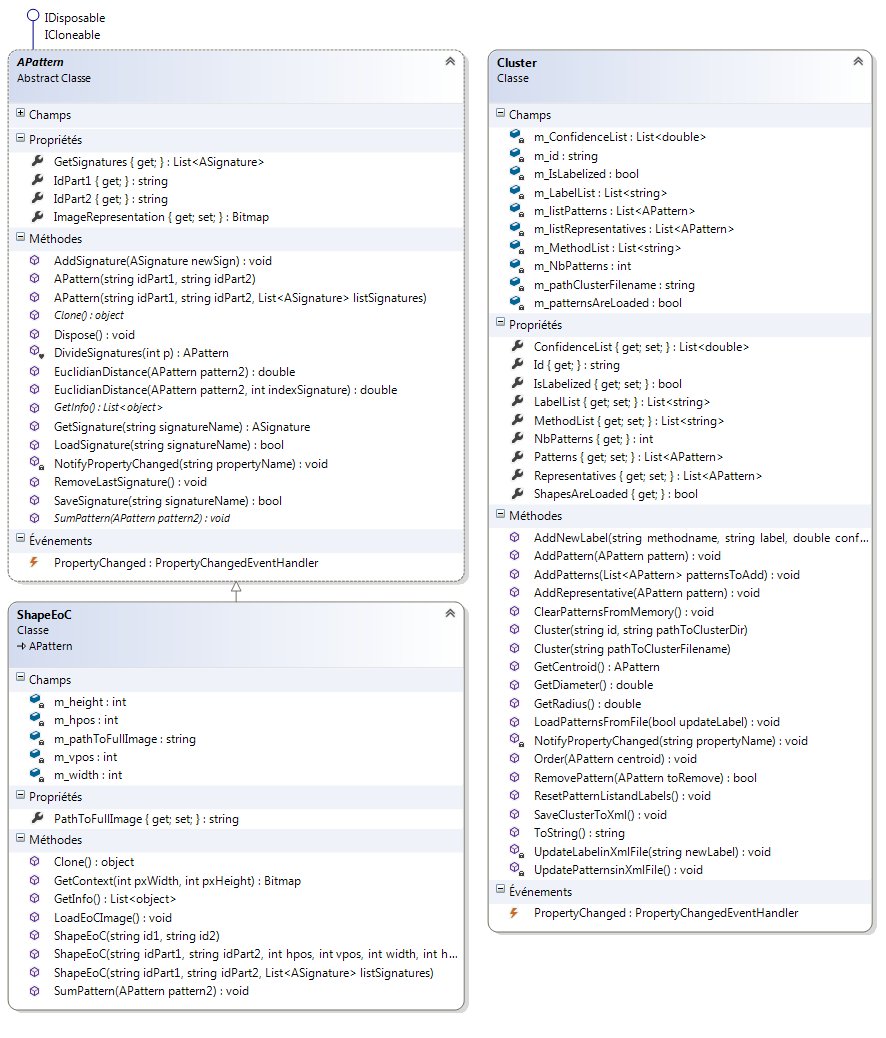 IDisposable
ICloneable
APattern
Abstract Classe
Champs
Propriétés
GetSignatures { get; } : List<ASignature>
IdPart1 { get; } : string
IdPart2 { get; } : string
ImageRepresentation { get; set; } : Bitmap
Méthodes
AddSignature(ASignature newSign) : void
APattern(string idPart1, string idPart2)
APattern(string idPart1, string idPart2, List<ASignature> listSignatures)
Clone() : object
Dispose() : void
DivideSignatures(int p) : APattern
EuclidianDistance(APattern pattern2) : double
EuclidianDistance(APattern pattern2, int indexSignature) : double
GetInfo() : List<object>
GetSignature(string signatureName) : ASignature
LoadSignature(string signatureName) : bool
NotifyPropertyChanged(string propertyName) : void
RemoveLastSignature() : void
SaveSignature(string signatureName) : bool
SumPattern(APattern pattern2) : void
Événements
PropertyChanged : PropertyChangedEventHandler
ShapeEoC
Classe
APattern
Champs
m_height : int
m_hpos : int
m_pathToFullImage : string
m_vpos : int
m_width : int
Propriétés
PathToFullImage { get; set; } : string
Méthodes
Clone() : object
GetContext(int pxWidth, int pxHeight) : Bitmap
GetInfo() : List<object>
LoadEoCImage() : void
ShapeEoC(string id1, string id2)
ShapeEoC(string idPart1, string idPart2, int hpos, int vpos, int width, int h...
ShapeEoC(string idPart1, string idPart2, List<ASignature> listSignatures)
SumPattern(APattern pattern2) : void
Cluster
Classe
Champs
m_ConfidenceList : List<double>
m_id : string
m_IsLabelized : bool
m_LabelList : List<string>
m_listPatterns : List<APattern>
m_listRepresentatives : List<APattern>
m_MethodList : List<string>
m_NbPatterns : int
m_pathClusterFilename : string
m_patternsAreLoaded : bool
Propriétés
ConfidenceList { get; set; } : List<double>
Id { get; } : string
IsLabelized { get; set; } : bool
LabelList { get; set; } : List<string>
MethodList { get; set; } : List<string>
NbPatterns { get; } : int
Patterns { get; set; } : List<APattern>
Representatives { get; set; } : List<APattern>
ShapesAreLoaded { get; } : bool
Méthodes
AddNewLabel(string methodname, string label, double conf...
AddPattern(APattern pattern) : void
AddPatterns(List<APattern> patternsToAdd) : void
AddRepresentative(APattern pattern) : void
ClearPatternsFromMemory() : void
Cluster(string id, string pathToClusterDir)
Cluster(string pathToClusterFilename)
GetCentroid() : APattern
GetDiameter() : double
GetRadius() : double
LoadPatternsFromFile(bool updateLabel) : void
NotifyPropertyChanged(string propertyName) : void
Order(APattern centroid) : void
RemovePattern(APattern toRemove) : bool
ResetPatternListandLabels() : void
SaveClusterToXml() : void
ToString() : string
UpdateLabelinXmlFile(string newLabel) : void
UpdatePatternsinXmlFile() : void
Événements
PropertyChanged : PropertyChangedEventHandler